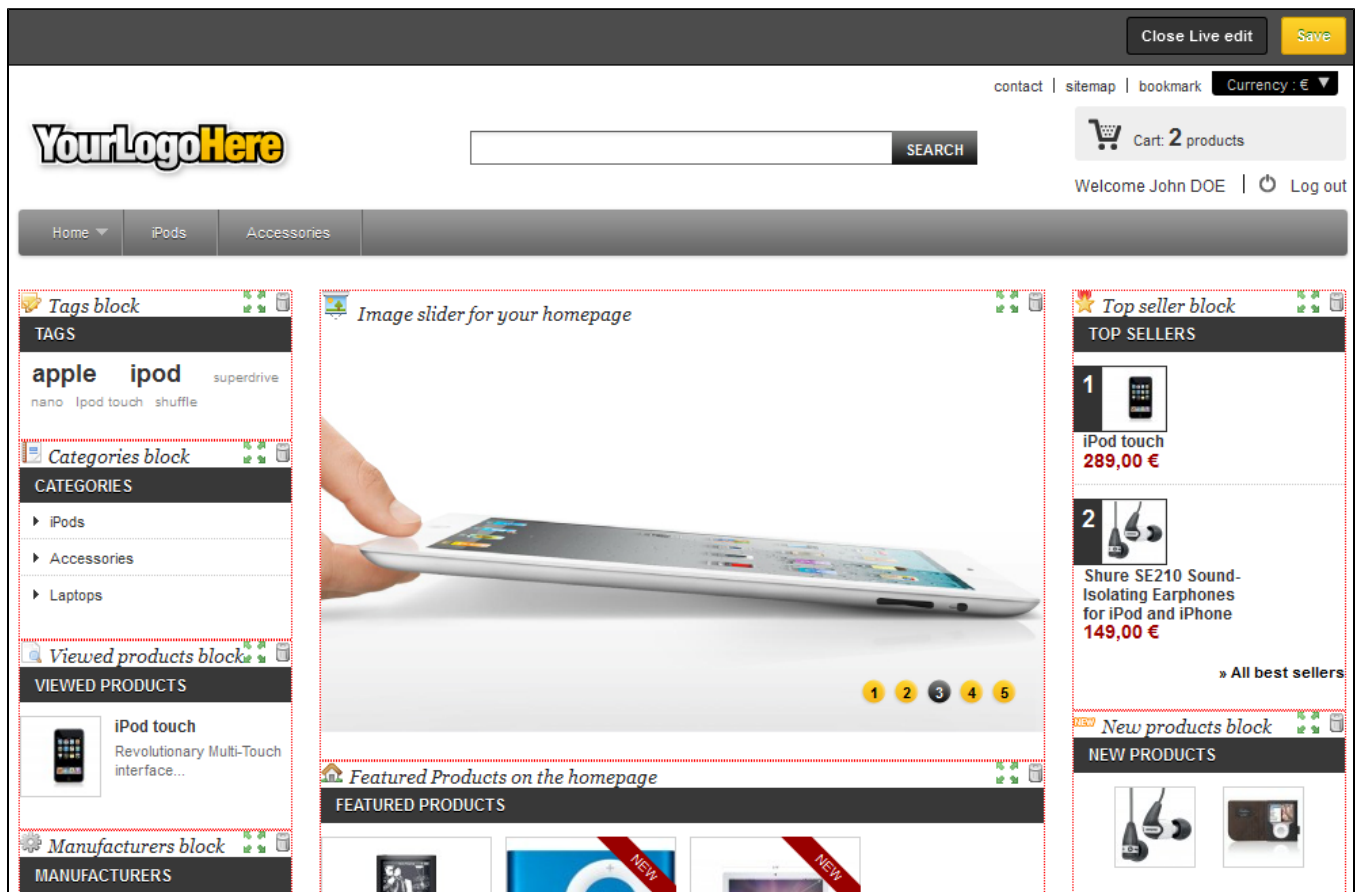 Close Live edit
Save
contact | sitemap | bookmark
Currency : € ▼
YourLogoHere
SEARCH
Cart: 2 products
Welcome John DOE | Log out
Home
iPods
Accessories
Tags block
TAGS
apple ipod superdrive
nano Ipod touch shuffle
Categories block
CATEGORIES
iPods
Accessories
Laptops
Viewed products block
VIEWED PRODUCTS
iPod touch
Revolutionary Multi-Touch
interface...
Manufacturers block
MANUFACTURERS
Image slider for your homepage
1 2 3 4 5
Featured Products on the homepage
FEATURED PRODUCTS
NEW
NEW
Top seller block
TOP SELLERS
1
iPod touch
289,00 €
2
Shure SE210 Sound-
Isolating Earphones
for iPod and iPhone
149,00 €
» All best sellers
NEW
New products block
NEW PRODUCTS